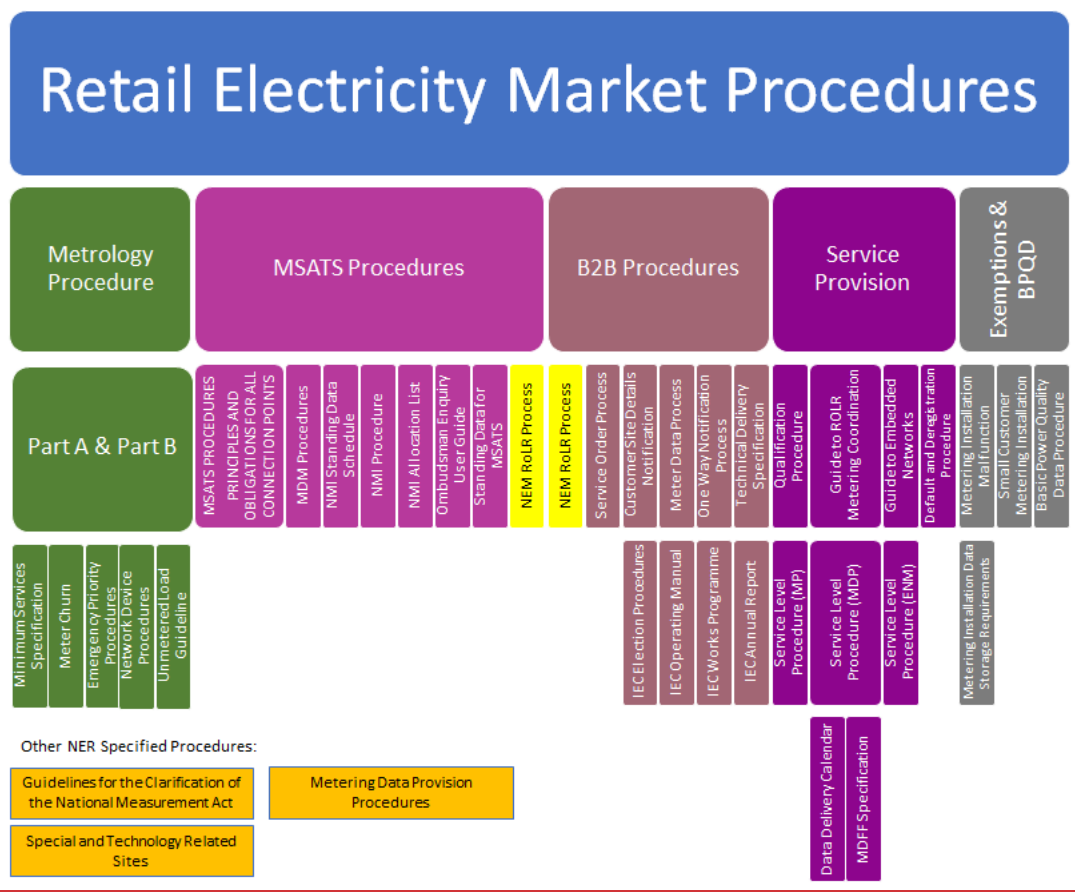 Retail Electricity Market Procedures
Metrology
Procedure
MSATS Procedures
B2B Procedures
Service
Provision
Exemptions &
BPQD
Part A & Part B
MSATS PROCEDURES
PRINCIPLES AND
OBLIGATIONS FOR ALL
CONNECTION POINTS
MDM Procedures
NMI Standing Data
Schedule
NMI Procedure
NMI Allocation List
Ombudsman Enquiry
User Guide
Standing Data for
MSATS
NEM RoLR Process
NEM RoLR Process
Service Order Process
Customer Site Details
Notification
Meter Data Process
One Way Notification
Process
Technical Delivery
Specification
Qualification
Procedure
Guide to ROLR
Metering Coordination
Guide to Embedded
Networks
Default and Deregistration
Procedure
Metering Installation
Malfunction
Small Customer
Metering Installation
Basic Power Quality
Data Procedure
Minimum Services
Specification
Meter Churn
Emergency Priority
Procedures
Network Device
Procedures
Unmetered Load
Guideline
IEC Election Procedures
IEC Operating Manual
IEC Works Programme
IEC Annual Report
Service Level
Procedure (MP)
Service Level
Procedure (MDP)
Service Level
Procedure (ENM)
Metering Installation Data
Storage Requirements
Data Delivery Calendar
MDFF Specification
Other NER Specified Procedures:
Guidelines for the Clarification of
the National Measurement Act
Metering Data Provision
Procedures
Special and Technology Related
Sites